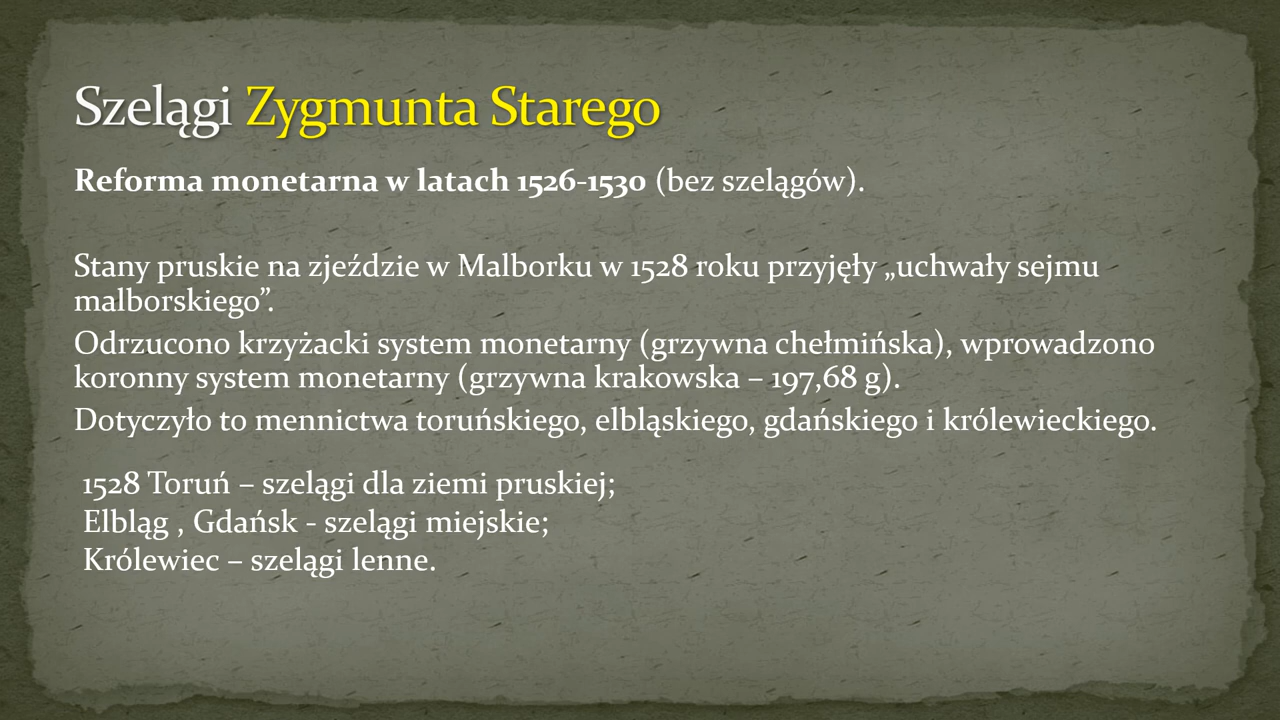 Szelągi Zygmunta Starego
Reforma monetarna w latach 1526-1530 (bez szelągów).
Stany pruskie na zjeździe w Malborku w 1528 roku przyjęły „uchwały sejmu
malborskiego”.
Odrzucono krzyżacki system monetarny (grzywna chełmińska), wprowadzono
koronny system monetarny (grzywna krakowska – 197,68 g).
Dotyczyło to mennictwa toruńskiego, elbląskiego, gdańskiego i królewieckiego.
1528 Toruń – szelągi dla ziemi pruskiej;
Elbląg , Gdańsk - szelągi miejskie;
Królewiec – szelągi lenne.